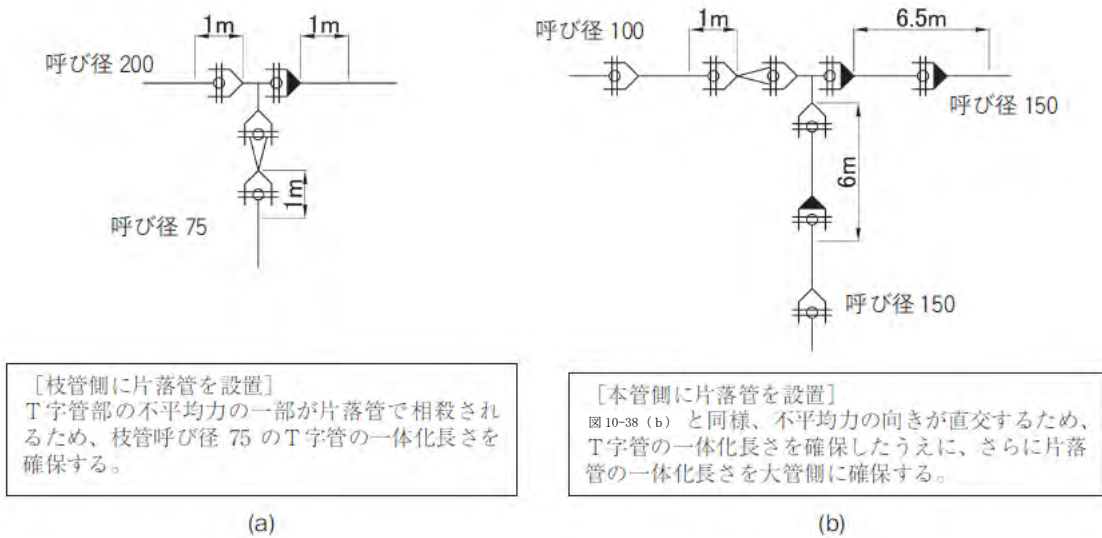 1m
1m
呼び径 200
1m
呼び径 75
[枝管側に片落管を設置]
T字管部の不平均力の一部が片落管で相殺され
るため、枝管呼び径 75 のT字管の一体化長さを
確保する。
(a)
呼び径 100
1m
6.5m
呼び径 150
6m
呼び径 150
[本管側に片落管を設置]
図10-38(b) と同様、不平均力の向きが直交するため、
T字管の一体化長さを確保したうえに、さらに片落
管の一体化長さを大管側に確保する。
(b)